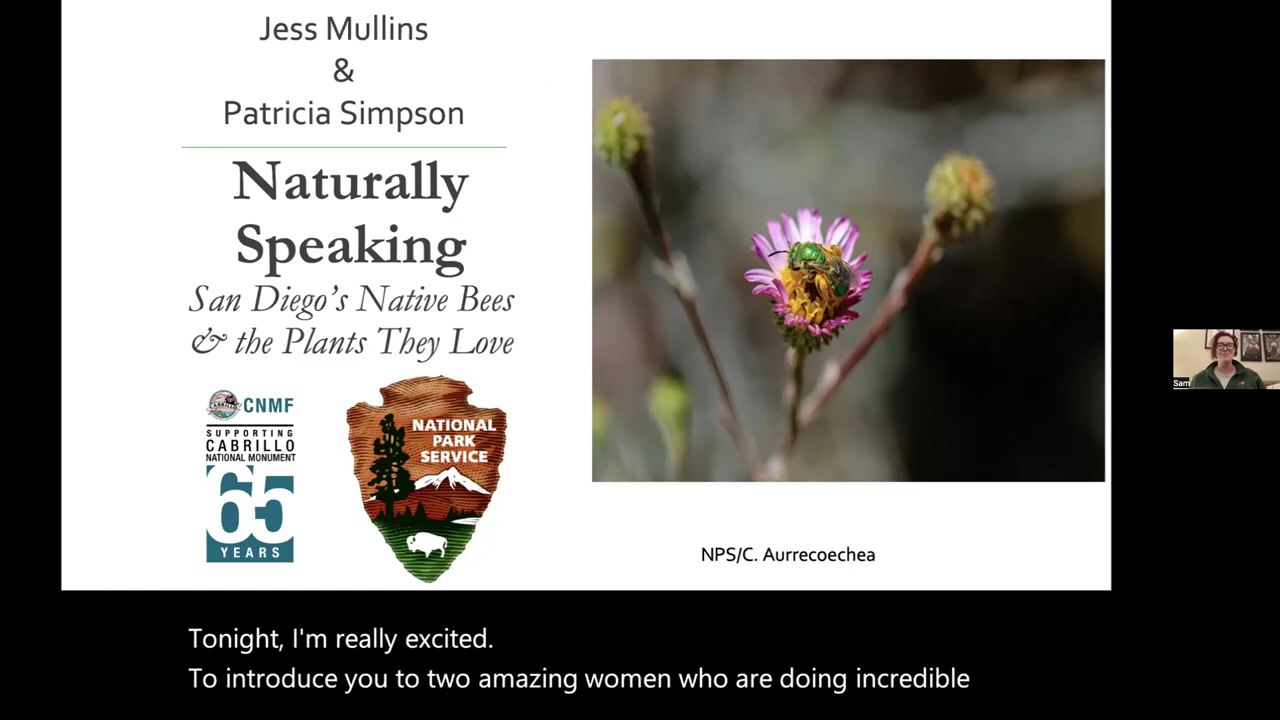 Jess Mullins
&
Patricia Simpson
Naturally
Speaking
San Diego's Native Bees
& the Plants They Love
CNMF
SUPPORTING
CABRILLO
NATIONAL MONUMENT
65
YEARS
NATIONAL
PARK
SERVICE
NPS/C. Aurrecoechea
Sam
Tonight, I'm really excited.
To introduce you to two amazing women who are doing incredible